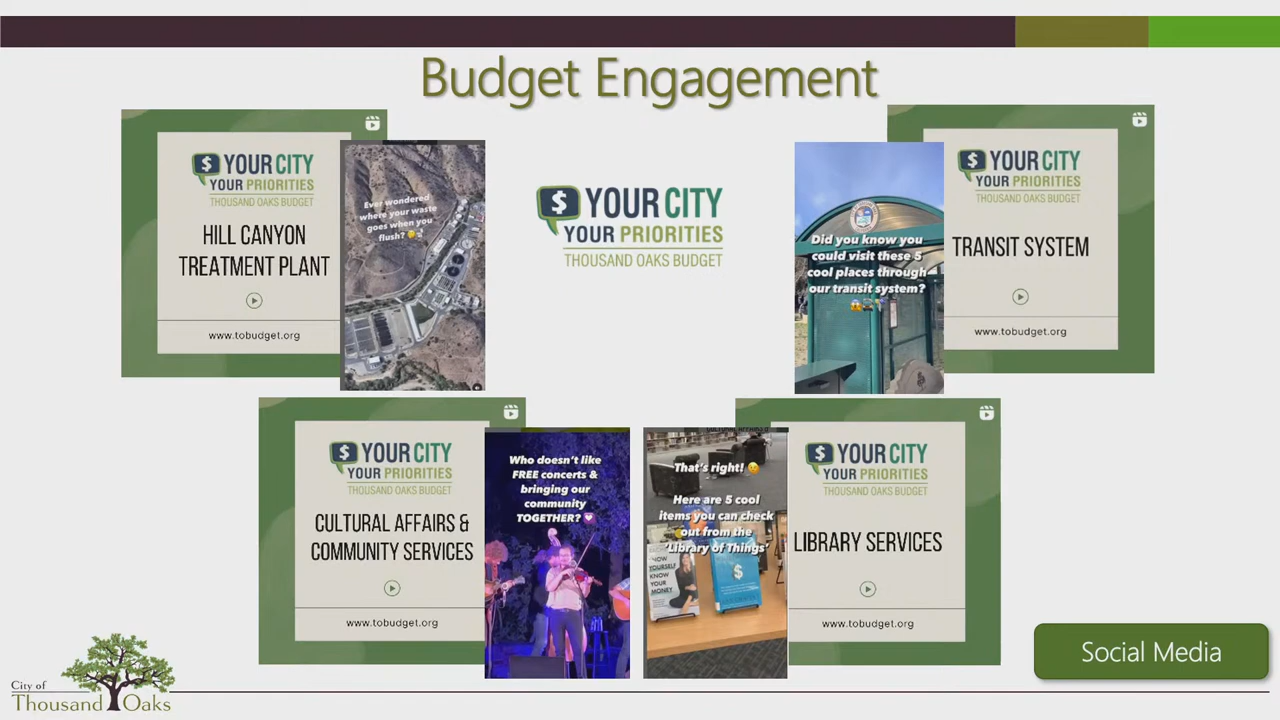 Budget Engagement
$ YOUR CITY
YOUR PRIORITIES
THOUSAND OAKS BUDGET
HILL CANYON
TREATMENT PLANT
www.tobudget.org
Ever wondered
where your waste
goes when you
flush?
$ YOUR CITY
YOUR PRIORITIES
THOUSAND OAKS BUDGET
Did you know you
could visit these 5
cool places through
our transit system?
$ YOUR CITY
YOUR PRIORITIES
THOUSAND OAKS BUDGET
TRANSIT SYSTEM
www.tobudget.org
$ YOUR CITY
YOUR PRIORITIES
THOUSAND OAKS BUDGET
CULTURAL AFFAIRS &
COMMUNITY SERVICES
www.tobudget.org
Who doesn't like
FREE concerts &
bringing our
community
TOGETHER?
That's right!
Here are 5 cool
items you can check
out from the
'Library of Things'
KNOW
YOURSELF
KNOW
YOUR
MONEY
$
$ YOUR CITY
YOUR PRIORITIES
THOUSAND OAKS BUDGET
LIBRARY SERVICES
www.tobudget.org
Social Media
City of
Thousand Oaks